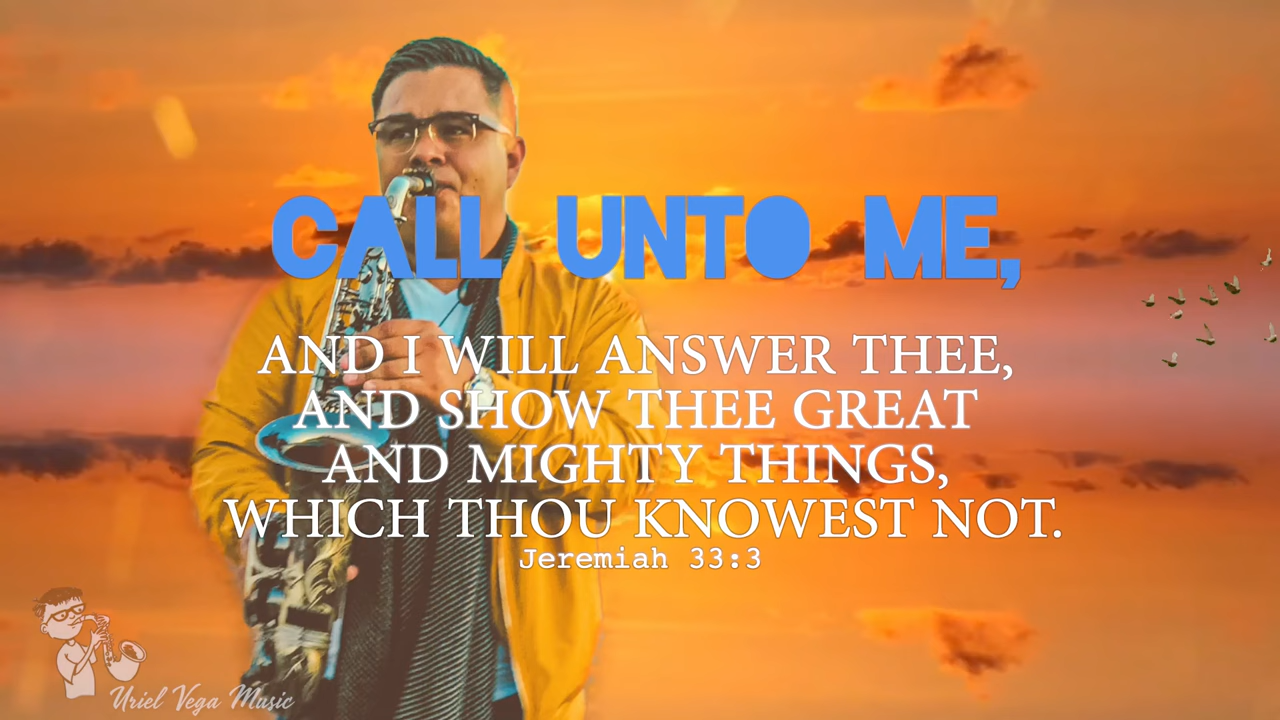 CALL UNTO ME,
AND I WILL ANSWER THEE,
AND SHOW THEE GREAT
AND MIGHTY THINGS,
WHICH THOU KNOWEST NOT.
Jeremiah 33:3
Uriel Vega Music